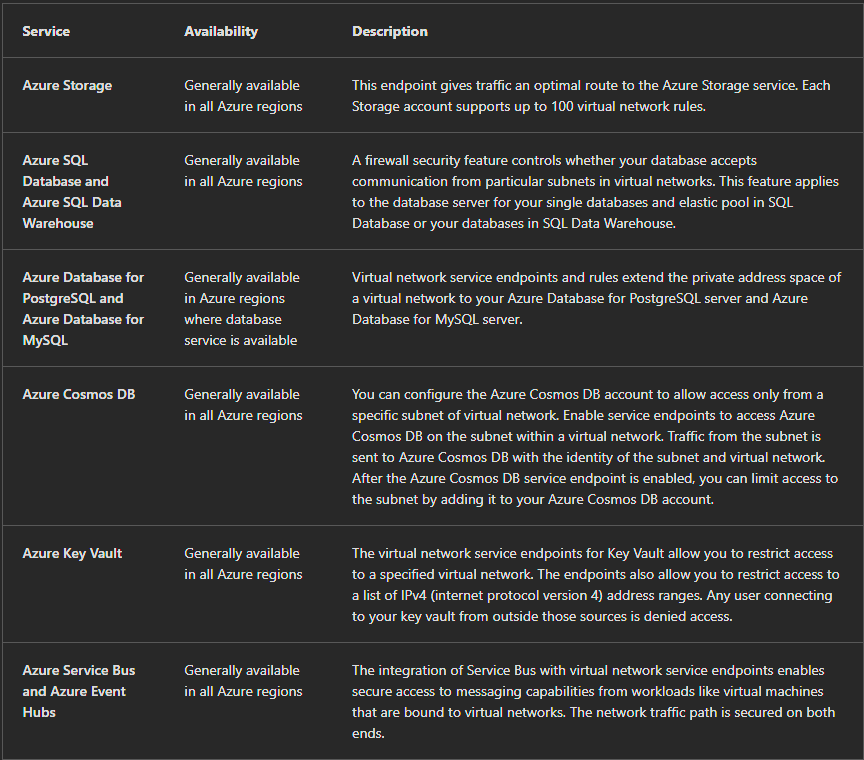 Service Availability Description
Azure Storage
Generally available
in all Azure regions
This endpoint gives traffic an optimal route to the Azure Storage service. Each
Storage account supports up to 100 virtual network rules.
Azure SQL
Database and
Azure SQL Data
Warehouse
Generally available
in all Azure regions
A firewall security feature controls whether your database accepts
communication from particular subnets in virtual networks. This feature applies
to the database server for your single databases and elastic pool in SQL
Database or your databases in SQL Data Warehouse.
Azure Database for
PostgreSQL and
Azure Database for
MySQL
Generally available
in Azure regions
where database
service is available
Virtual network service endpoints and rules extend the private address space of
a virtual network to your Azure Database for PostgreSQL server and Azure
Database for MySQL server.
Azure Cosmos DB
Generally available
in all Azure regions
You can configure the Azure Cosmos DB account to allow access only from a
specific subnet of virtual network. Enable service endpoints to access Azure
Cosmos DB on the subnet within a virtual network. Traffic from the subnet is
sent to Azure Cosmos DB with the identity of the subnet and virtual network.
After the Azure Cosmos DB service endpoint is enabled, you can limit access to
the subnet by adding it to your Azure Cosmos DB account.
Azure Key Vault
Generally available
in all Azure regions
The virtual network service endpoints for Key Vault allow you to restrict access
to a specified virtual network. The endpoints also allow you to restrict access to
a list of IPv4 (internet protocol version 4) address ranges. Any user connecting
to your key vault from outside those sources is denied access.
Azure Service Bus
and Azure Event
Hubs
Generally available
in all Azure regions
The integration of Service Bus with virtual network service endpoints enables
secure access to messaging capabilities from workloads like virtual machines
that are bound to virtual networks. The network traffic path is secured on both
ends.